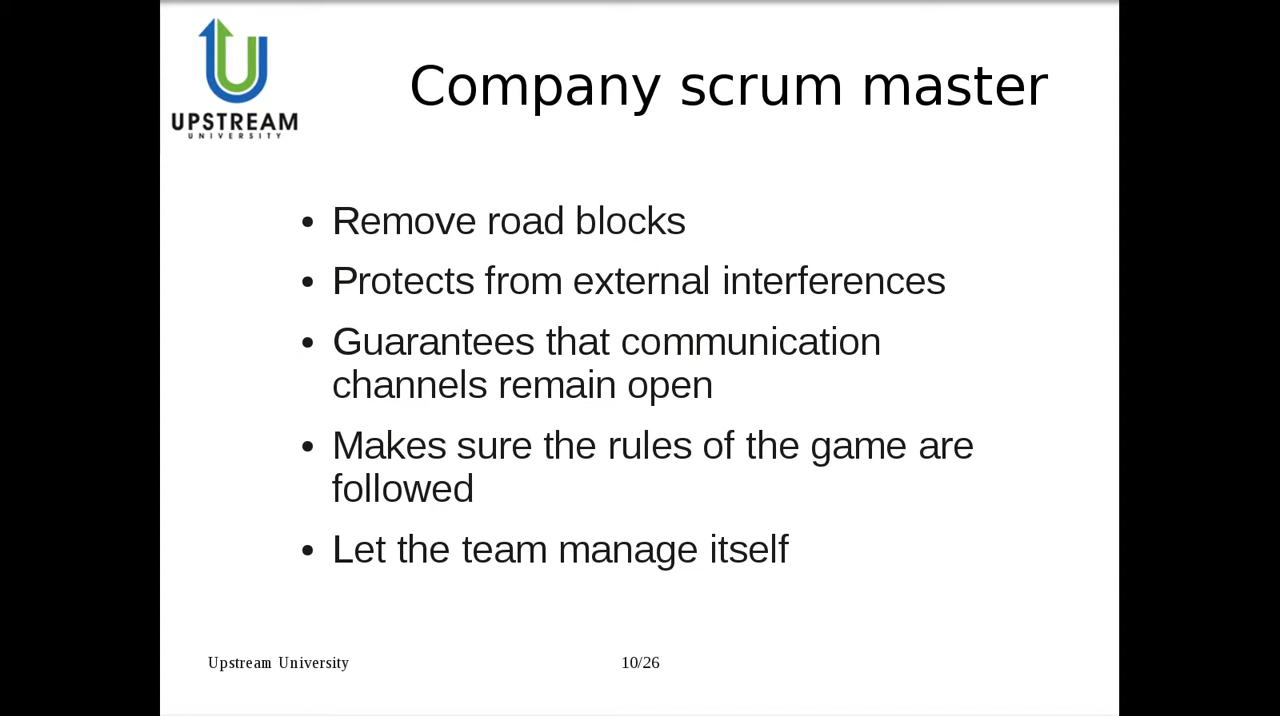 UPSTREAM
UNIVERSITY
Company scrum master
• Remove road blocks
• Protects from external interferences
• Guarantees that communication
channels remain open
• Makes sure the rules of the game are
followed
• Let the team manage itself
Upstream University
10/26